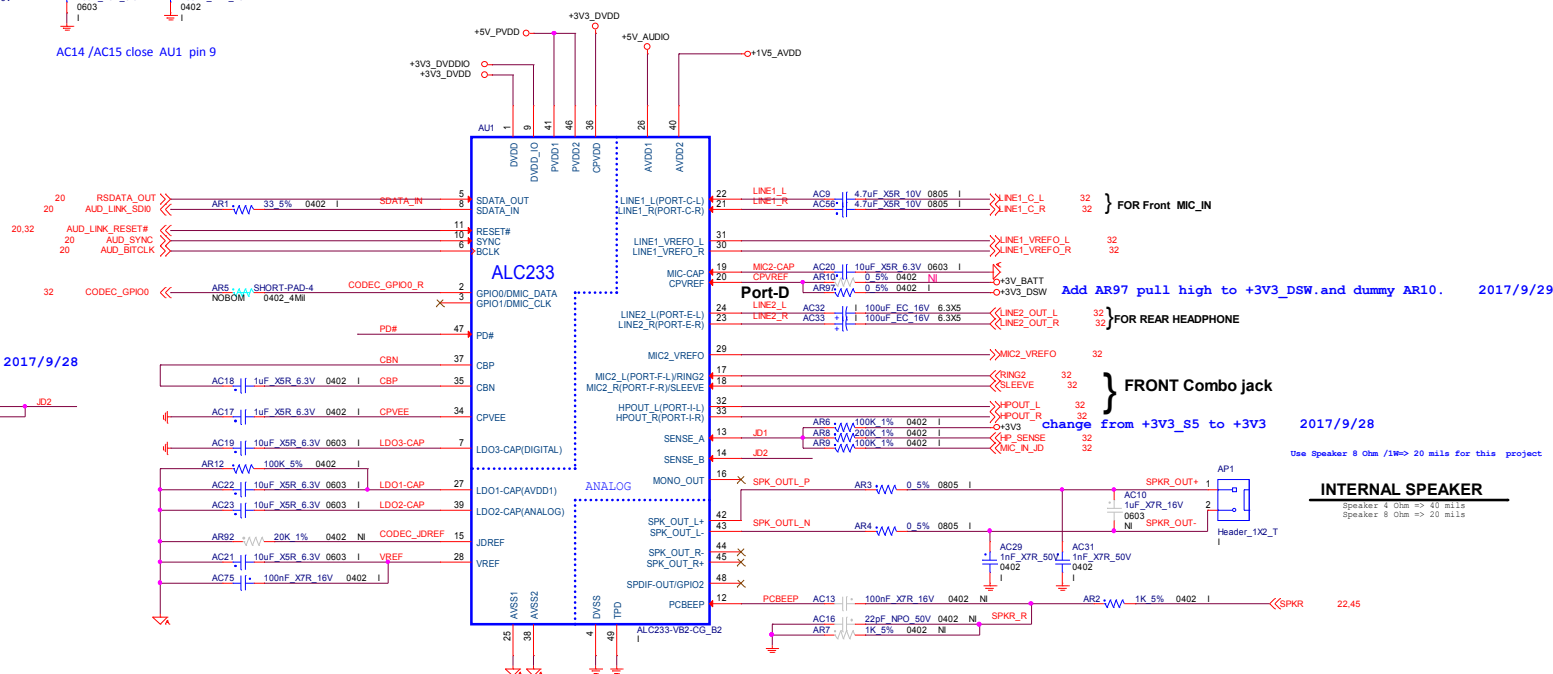 0603 0402
I I
AC14 /AC15 close AU1 pin 9
+3V3_DVDD
+5V_PVDD
+5V_AUDIO
+1V5_AVDD
+3V3_DVDDIO
+3V3_DVDD
AU1
1 9 41 46 36 26 40
DVDD DVDD_IO PVDD1 PVDD2 CPVDD AVDD1 AVDD2
20 RSDATA_OUT 5 SDATA_OUT
20 AUD_LINK_SDI0 AR1 33_5% 0402 I SDATA_IN 8 SDATA_IN
20,32 AUD_LINK_RESET# 11 RESET#
20 AUD_SYNC 10 SYNC
20 AUD_BITCLK 6 BCLK
ALC233
32 CODEC_GPIO0 AR5 SHORT-PAD-4 CODEC_GPIO0_R 2 GPIO0/DMIC_DATA
NOBOM 0402_4Mil 3 GPIO1/DMIC_CLK
PD# 47 PD#
2017/9/28
CBN 37 CBP
AC18 1uF_X5R_6.3V 0402 I CBP 35 CBN
JD2
AC17 1uF_X5R_6.3V 0402 I CPVEE 34 CPVEE
AC19 10uF_X5R_6.3V 0603 I LDO3-CAP 7 LDO3-CAP(DIGITAL)
AR12 100K_5% 0402 I
AC22 10uF_X5R_6.3V 0603 I LDO1-CAP 27 LDO1-CAP(AVDD1)
AC23 10uF_X5R_6.3V 0603 I LDO2-CAP 39 LDO2-CAP(ANALOG)
AR92 20K_1% 0402 NI CODEC_JDREF 15 JDREF
AC21 10uF_X5R_6.3V 0603 I VREF 28 VREF
AC75 100nF_X7R_16V 0402 I
ANALOG
AVSS1 AVSS2 DVSS TPD
25 38 4 49
ALC233-VB2-CG_B2
I
LINE1_L(PORT-C-L) 22 LINE1_L AC9 4.7uF_X5R_10V 0805 I LINE1_C_L 32
LINE1_R(PORT-C-R) 21 LINE1_R AC56 4.7uF_X5R_10V 0805 I LINE1_C_R 32
FOR Front MIC_IN
LINE1_VREFO_L 31 LINE1_VREFO_L 32
LINE1_VREFO_R 30 LINE1_VREFO_R 32
MIC-CAP 19 MIC2-CAP AC20 10uF_X5R_6.3V 0603 I
CPVREF 20 CPVREF AR10 0_5% 0402 NI +3V_BATT
Port-D AR97 0_5% 0402 I +3V3_DSW
Add AR97 pull high to +3V3_DSW.and dummy AR10. 2017/9/29
LINE2_L(PORT-E-L) 24 LINE2_L AC32 I 100uF_EC_16V 6.3X5 LINE2_OUT_L 32
LINE2_R(PORT-E-R) 23 LINE2_R AC33 I 100uF_EC_16V 6.3X5 LINE2_OUT_R 32
FOR REAR HEADPHONE
MIC2_VREFO 29 MIC2_VREFO 32
MIC2_L(PORT-F-L)/RING2 17 RING2 32
MIC2_R(PORT-F-R)/SLEEVE 18 SLEEVE 32
FRONT Combo jack
HPOUT_L(PORT-I-L) 32 HPOUT_L 32
HPOUT_R(PORT-I-R) 33 HPOUT_R 32
AR6 100K_1% 0402 I +3V3
change from +3V3_S5 to +3V3 2017/9/28
SENSE_A 13 JD1 AR8 200K_1% 0402 I HP_SENSE 32
AR9 100K_1% 0402 I MIC_IN_JD 32
SENSE_B 14 JD2
Use Speaker 8 Ohm /1W=> 20 mils for this project
MONO_OUT 16
SPK_OUTL_P AR3 0_5% 0805 I SPKR_OUT+ 1
AP1
AC10
1uF_X7R_16V
0603
NI
2
INTERNAL SPEAKER
Speaker 4 Ohm => 40 mils
Speaker 8 Ohm => 20 mils
SPK_OUT_L+ 42
SPK_OUT_L- 43 SPK_OUTL_N AR4 0_5% 0805 I SPKR_OUT-
Header_1X2_T
I
SPK_OUT_R- 44
SPK_OUT_R+ 45
AC29 AC31
1nF_X7R_50V 1nF_X7R_50V
0402 0402
I I
SPDIF-OUT/GPIO2 48
PCBEEP 12 PCBEEP AC13 100nF_X7R_16V 0402 NI AR2 1K_5% 0402 I SPKR 22,45
AC16 22pF_NPO_50V 0402 NI SPKR_R
AR7 1K_5% 0402 NI